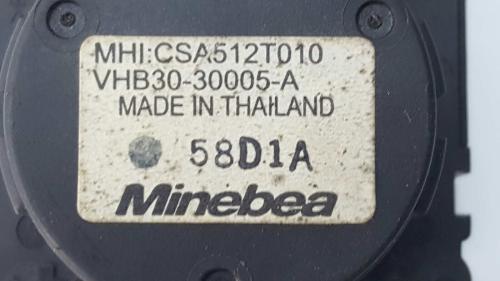 MHI:CSA512T010
VHB30-30005-A
MADE IN THAILAND
58D1A
Minebea